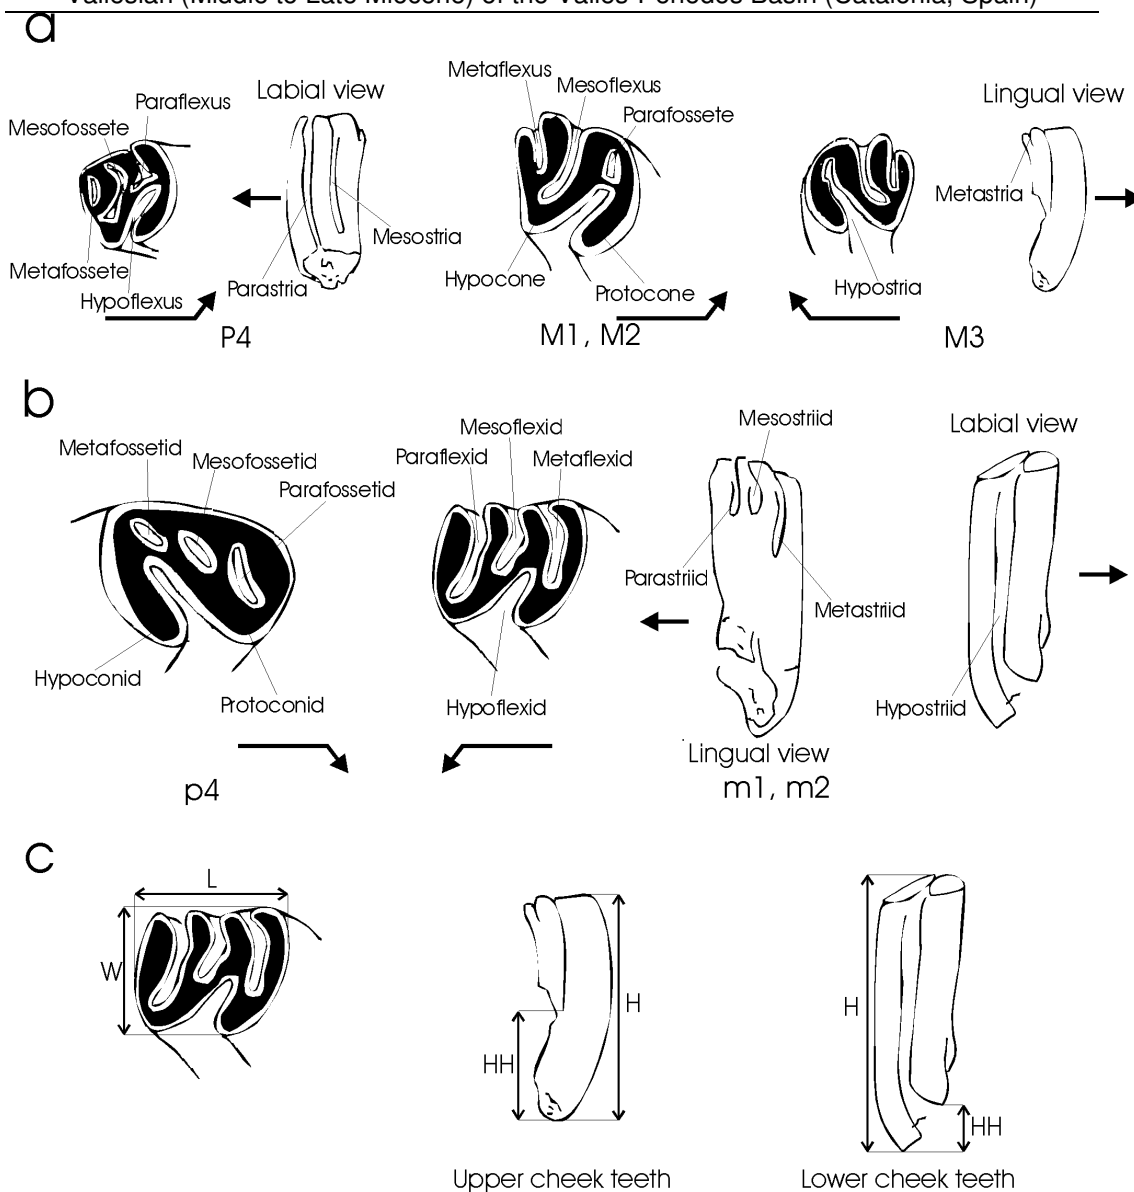 Vallesian (Middle to Late Miocene) of the Vallès-Penedès Basin (Catalonia, Spain)
a
Metaflexus
Mesoflexus
Labial view
Lingual view
Paraflexus
Parafossete
Mesofossete
Metastria
Mesostria
Metafossete
Hypocone
Parastria
Hypostria
Protocone
Hypoflexus
P4
M1, M2
M3
b
Mesostriid
Labial view
Mesoflexid
Metafossetid
Paraflexid
Metaflexid
Mesofossetid
Parafossetid
Parastriid
Metastriid
Hypoconid
Protoconid
Hypoflexid
Hypostriid
Lingual view
p4
m1, m2
c
L
W
H
H
HH
HH
Upper cheek teeth
Lower cheek teeth